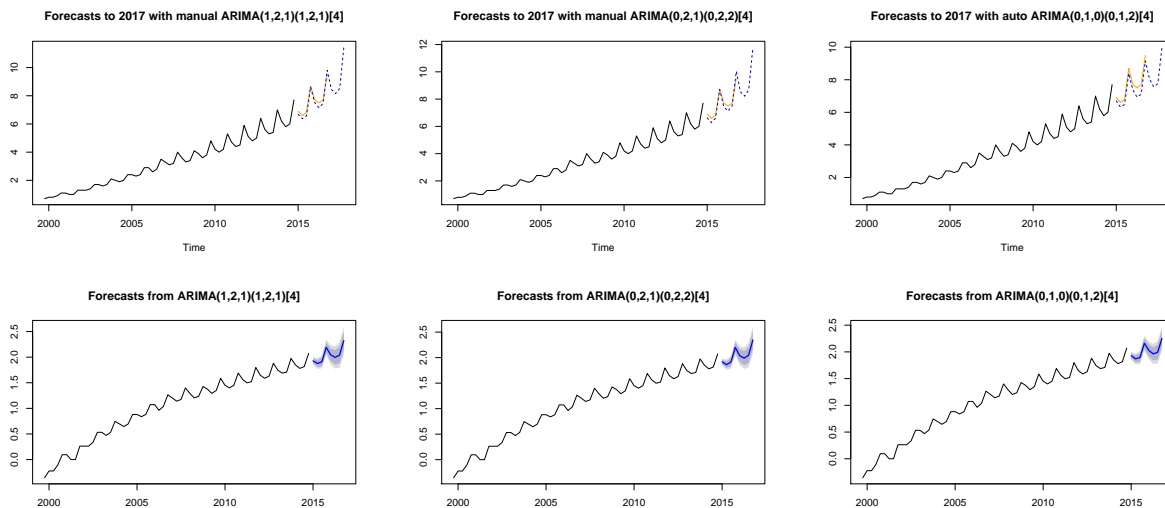 Forecasts to 2017 with manual ARIMA(1,2,1)(1,2,1)[4]
10
8
6
4
2
2000 2005 2010 2015
Time
Forecasts to 2017 with manual ARIMA(0,2,1)(0,2,2)[4]
12
10
8
6
4
2
2000 2005 2010 2015
Time
Forecasts to 2017 with auto ARIMA(0,1,0)(0,1,2)[4]
10
8
6
4
2
2000 2005 2010 2015
Time
Forecasts from ARIMA(1,2,1)(1,2,1)[4]
2.5
2.0
1.5
1.0
0.5
0.0
2000 2005 2010 2015
Forecasts from ARIMA(0,2,1)(0,2,2)[4]
2.5
2.0
1.5
1.0
0.5
0.0
2000 2005 2010 2015
Forecasts from ARIMA(0,1,0)(0,1,2)[4]
2.5
2.0
1.5
1.0
0.5
0.0
2000 2005 2010 2015